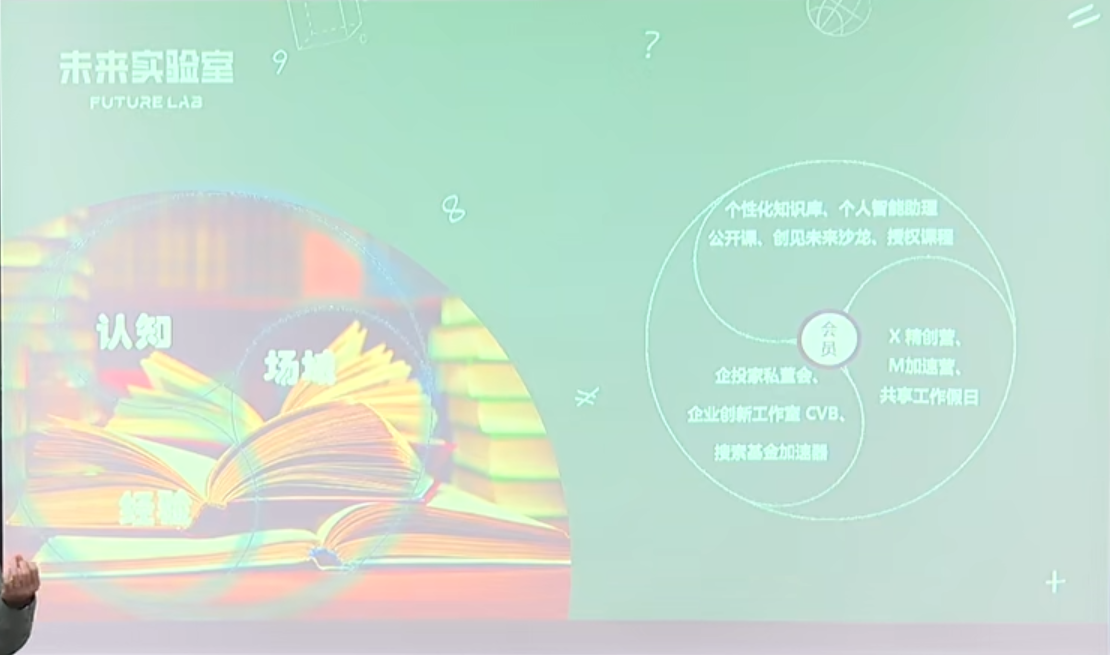 未来实验室
FUTURE LAB
9
?
8
认知
场域
经验
个性化知识库、个人智能助理
公开课、创见未来沙龙、授权课程
会
员
X 精创营、
M加速营、
共享工作假日
企投家私董会、
企业创新工作室 CVB、
搜索基金加速器
+